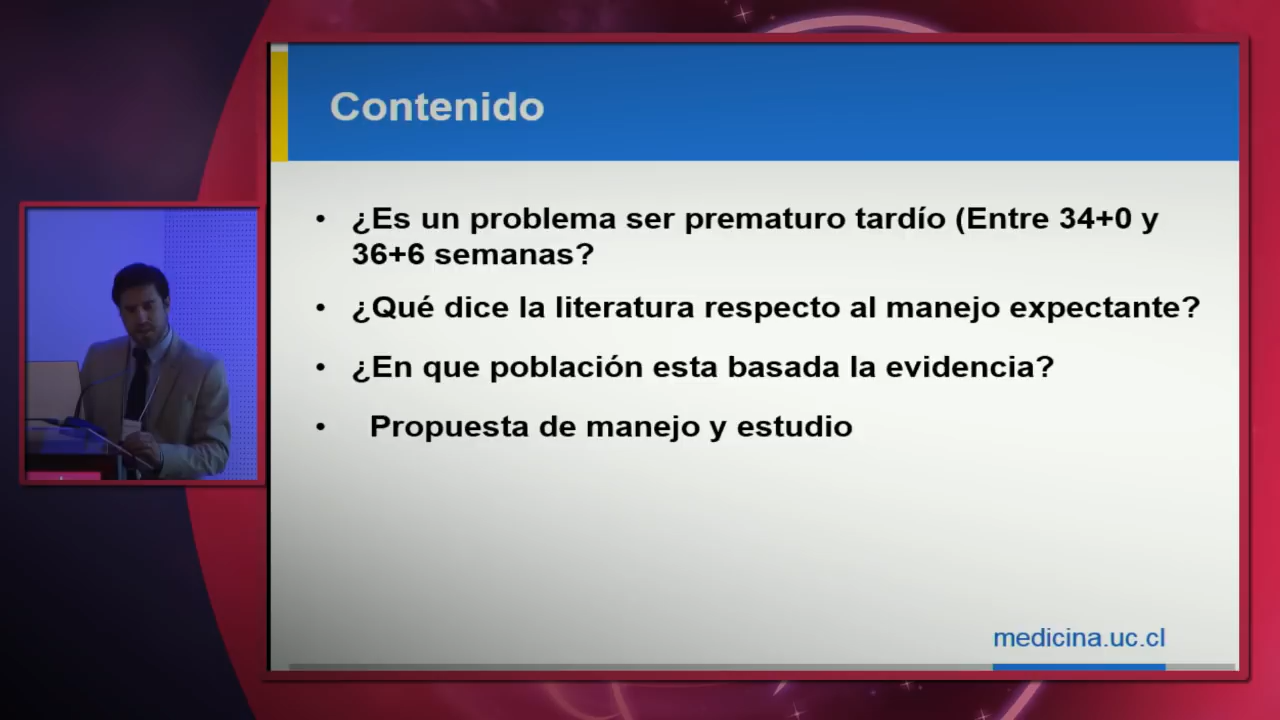 Contenido
• ¿Es un problema ser prematuro tardío (Entre 34+0 y
36+6 semanas?
• ¿Qué dice la literatura respecto al manejo expectante?
• ¿En que población esta basada la evidencia?
• Propuesta de manejo y estudio
medicina.uc.cl